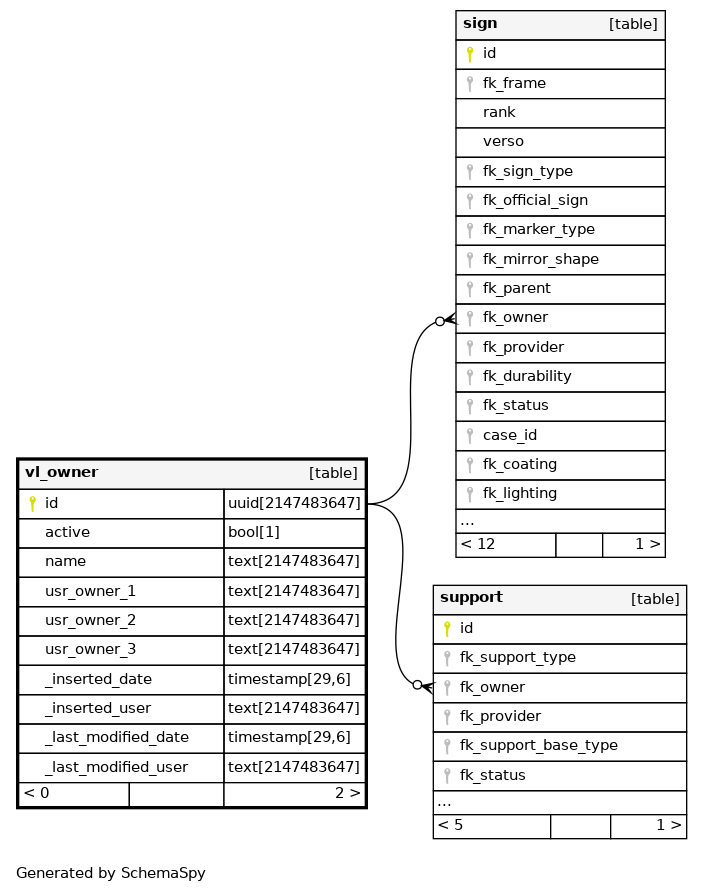 sign [table]
id
fk_frame
rank
verso
fk_sign_type
fk_official_sign
fk_marker_type
fk_mirror_shape
fk_parent
fk_owner
fk_provider
fk_durability
fk_status
case_id
fk_coating
fk_lighting
...
< 12 1 >
vl_owner [table]
id uuid[2147483647]
active bool[1]
name text[2147483647]
usr_owner_1 text[2147483647]
usr_owner_2 text[2147483647]
usr_owner_3 text[2147483647]
_inserted_date timestamp[29,6]
_inserted_user text[2147483647]
_last_modified_date timestamp[29,6]
_last_modified_user text[2147483647]
< 0 2 >
support [table]
id
fk_support_type
fk_owner
fk_provider
fk_support_base_type
fk_status
...
< 5 1 >
Generated by SchemaSpy